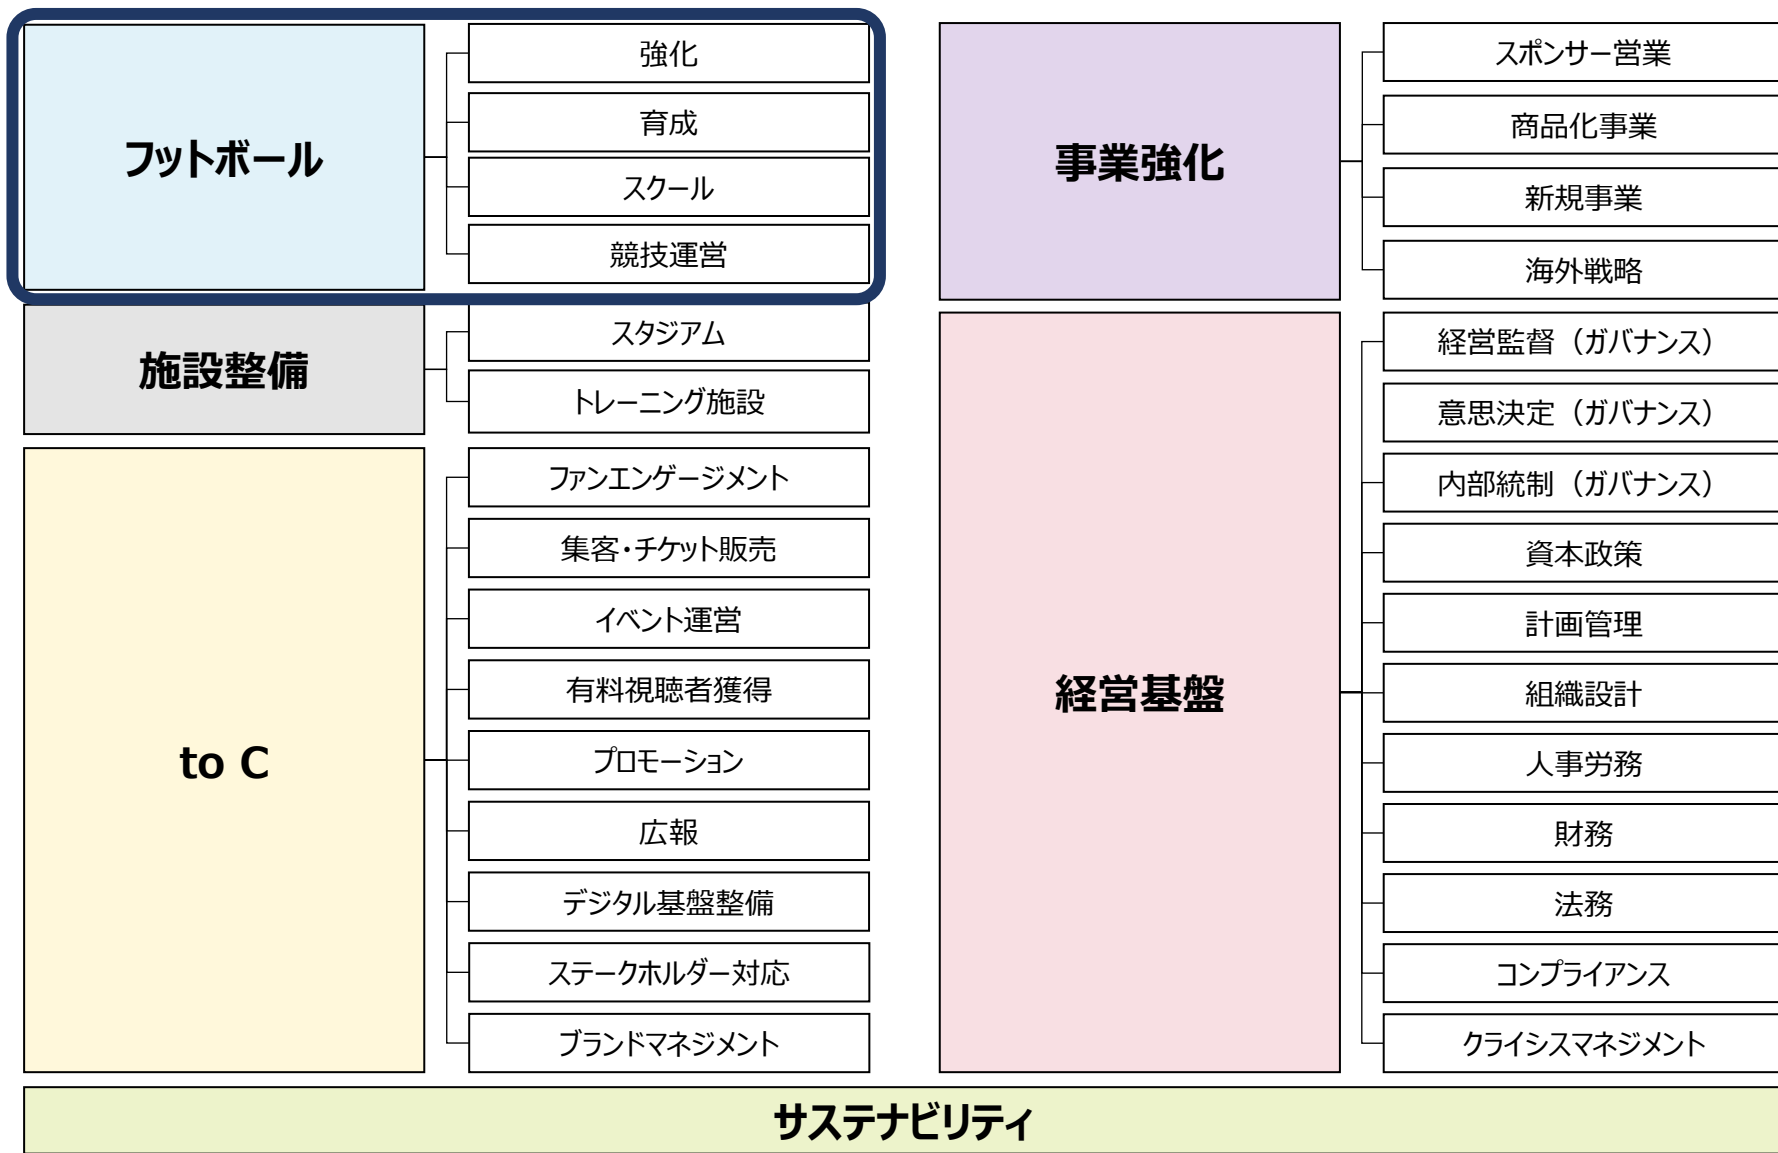 フットボール
強化
育成
スクール
競技運営
施設整備
スタジアム
トレーニング施設
to C
ファンエンゲージメント
集客・チケット販売
イベント運営
有料視聴者獲得
プロモーション
広報
デジタル基盤整備
ステークホルダー対応
ブランドマネジメント
事業強化
スポンサー営業
商品化事業
新規事業
海外戦略
経営基盤
経営監督（ガバナンス）
意思決定（ガバナンス）
内部統制（ガバナンス）
資本政策
計画管理
組織設計
人事労務
財務
法務
コンプライアンス
クライシスマネジメント
サステナビリティ